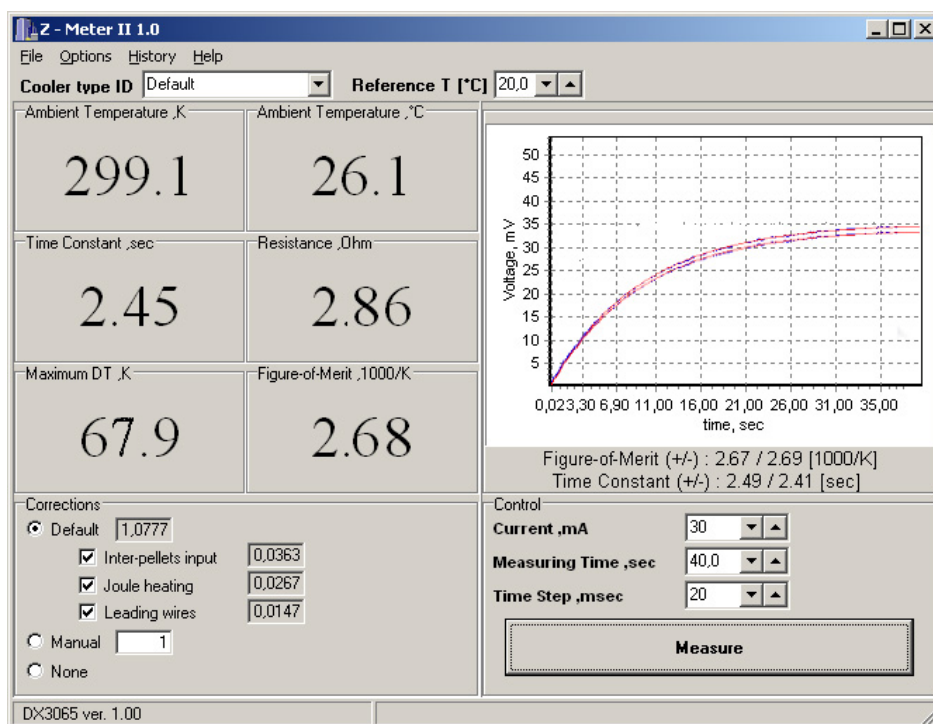 Z - Meter II 1.0
File Options History Help
Cooler type ID Default Reference T [°C] 20,0
Ambient Temperature ,K Ambient Temperature ,°C
299.1 26.1
Time Constant ,sec Resistance ,Ohm
2.45 2.86
Maximum DT ,K Figure-of-Merit ,1000/K
67.9 2.68
50
45
40
35
30
25
20
15
10
5
Voltage, mV
0,023,30 6,90 11,00 16,00 21,00 26,00 31,00 35,00
time, sec
Figure-of-Merit (+/-) : 2.67 / 2.69 [1000/K]
Time Constant (+/-) : 2.49 / 2.41 [sec]
Corrections
Default 1,0777
Inter-pellets input 0,0363
Joule heating 0,0267
Leading wires 0,0147
Manual 1
None
Control
Current ,mA 30
Measuring Time ,sec 40,0
Time Step ,msec 20
Measure
DX3065 ver. 1.00